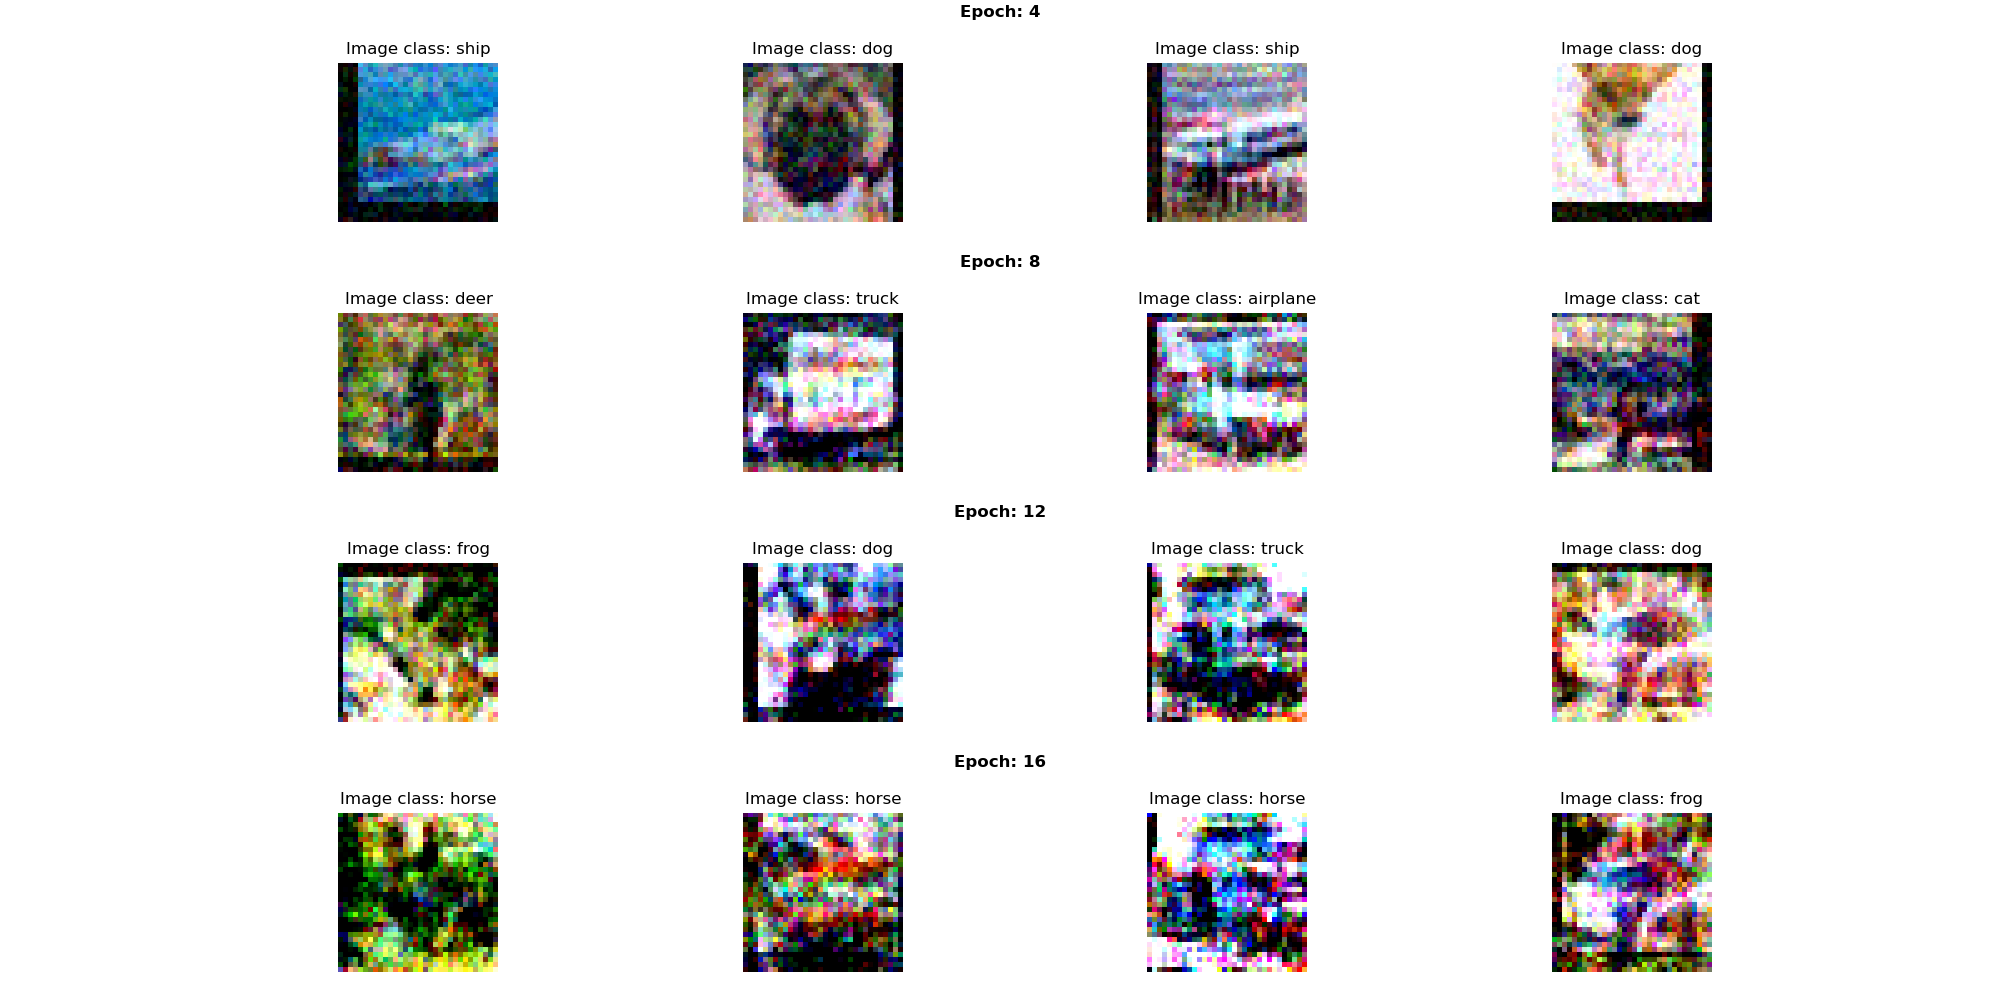 Epoch: 4
Image class: ship
Image class: dog
Image class: ship
Image class: dog
Epoch: 8
Image class: deer
Image class: truck
Image class: airplane
Image class: cat
Epoch: 12
Image class: frog
Image class: dog
Image class: truck
Image class: dog
Epoch: 16
Image class: horse
Image class: horse
Image class: horse
Image class: frog